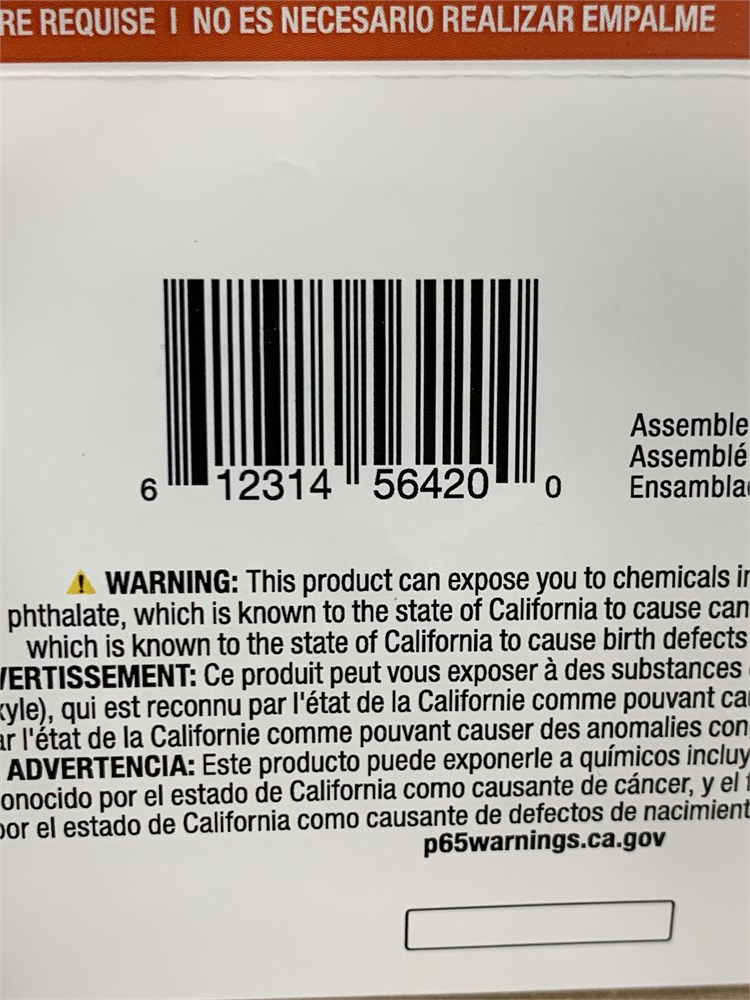 RE REQUISE | NO ES NECESARIO REALIZAR EMPALME
6 12314 56420 0
Assemble
Assemblé
Ensambla
⚠ WARNING: This product can expose you to chemicals in
phthalate, which is known to the state of California to cause can
which is known to the state of California to cause birth defects
VERTISSEMENT: Ce produit peut vous exposer à des substances
xyle), qui est reconnu par l'état de la Californie comme pouvant ca
ar l'état de la Californie comme pouvant causer des anomalies con
ADVERTENCIA: Este producto puede exponerle a químicos incluy
onocido por el estado de California como causante de cáncer, y el
por el estado de California como causante de defectos de nacimient
p65warnings.ca.gov